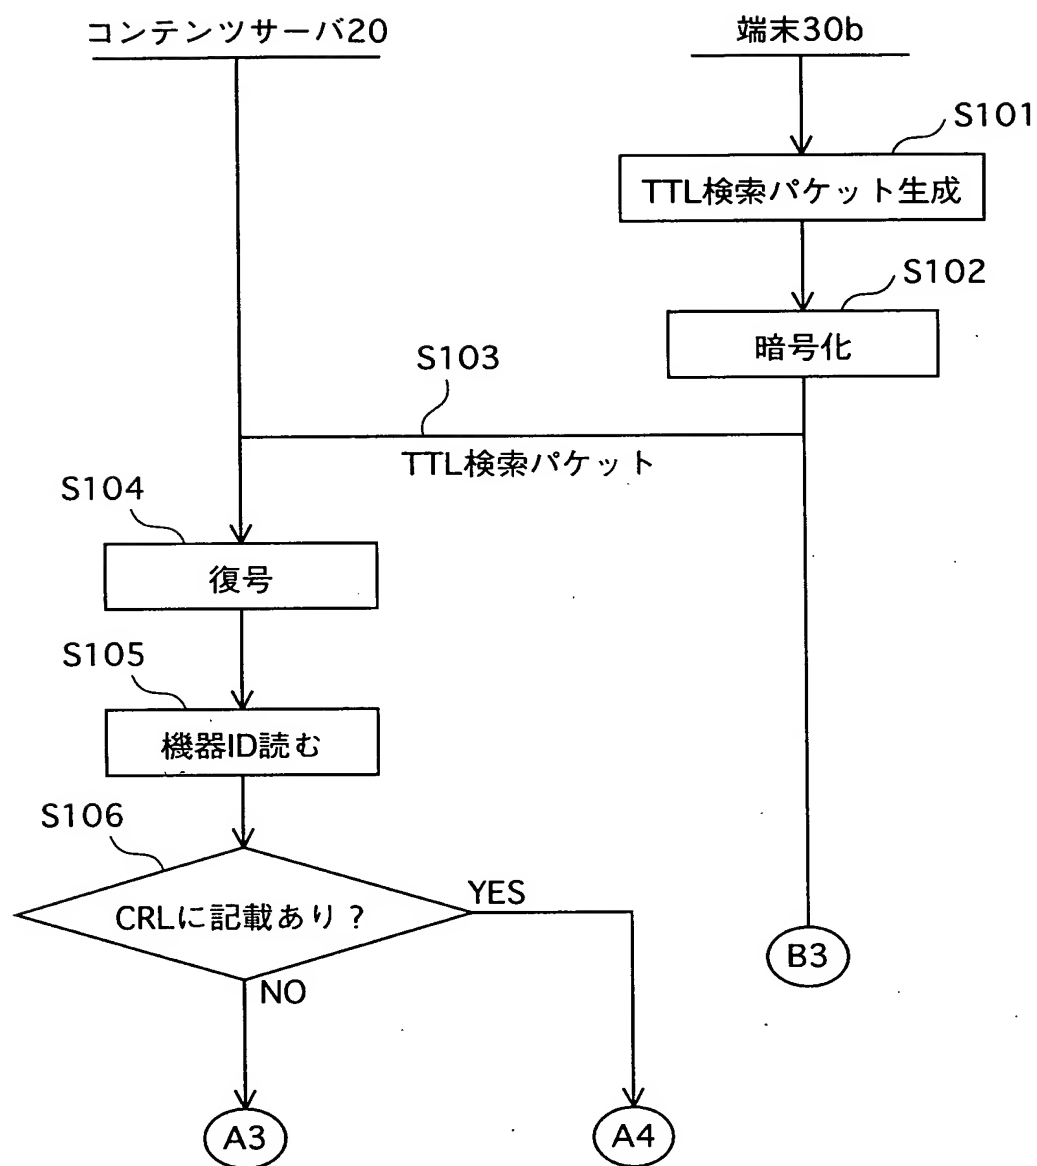 コンテンツサーバ20
端末30b
S101
TTL検索パケット生成
S102
暗号化
S103
TTL検索パケット
S104
復号
S105
機器ID読む
S106
CRLに記載あり？
YES
NO
B3
A3
A4